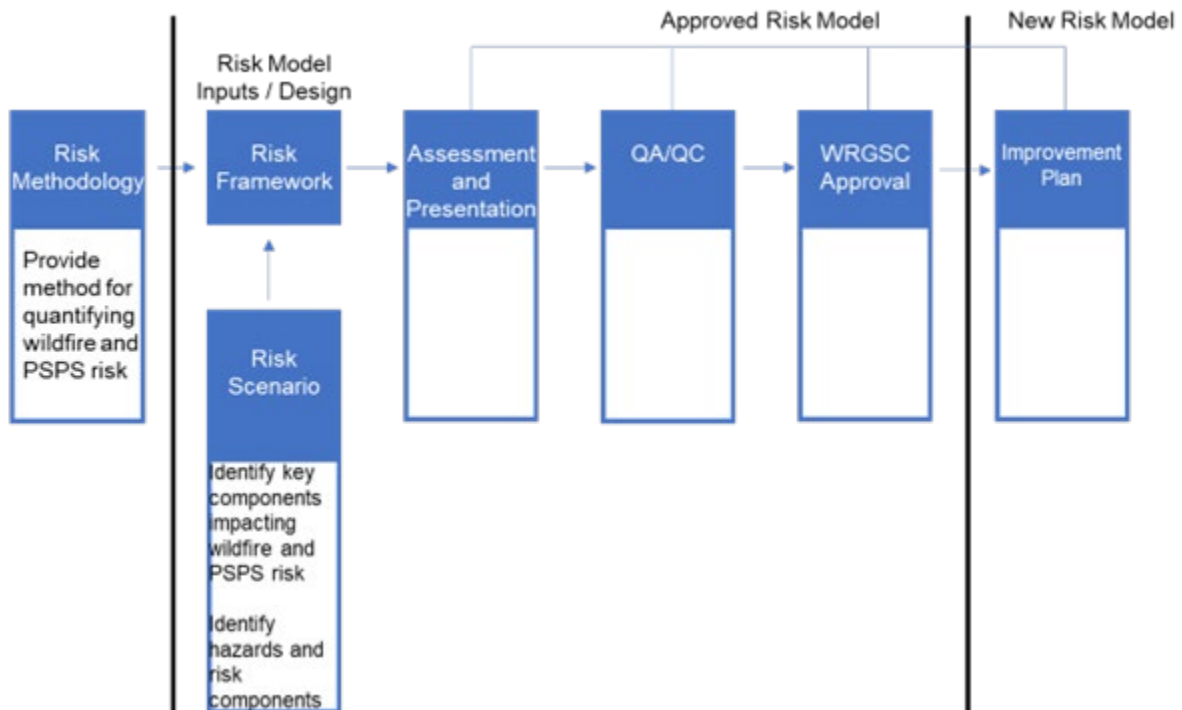 Approved Risk Model
New Risk Model
Risk Model
Inputs / Design
Risk
Methodology
Provide
method for
quantifying
wildfire and
PSPS risk
Risk
Framework
Risk
Scenario
Identify key
components
impacting
wildfire and
PSPS risk
Identify
hazards and
risk
components
Assessment
and
Presentation
QA/QC
WRGSC
Approval
Improvement
Plan